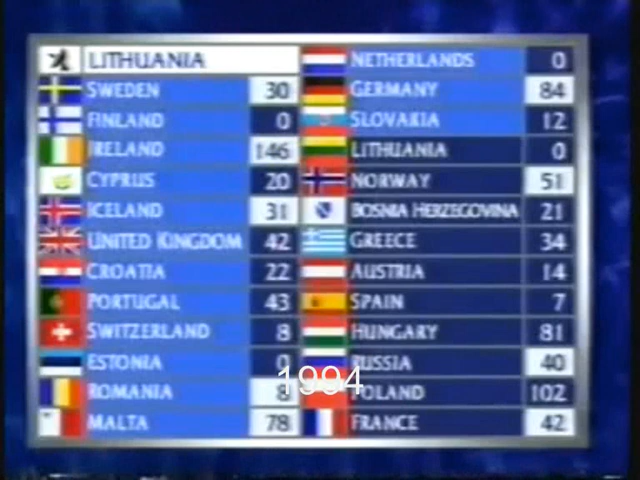 LITHUANIA NETHERLANDS 0
SWEDEN 30 GERMANY 84
FINLAND 0 SLOVAKIA 12
IRELAND 146 LITHUANIA 0
CYPRUS 20 NORWAY 51
ICELAND 31 BOSNIA HERZEGOVINA 21
UNITED KINGDOM 42 GREECE 34
CROATIA 22 AUSTRIA 14
PORTUGAL 43 SPAIN 7
SWITZERLAND 8 HUNGARY 81
ESTONIA 0 RUSSIA 40
1994
ROMANIA 8 POLAND 102
MALTA 78 FRANCE 42